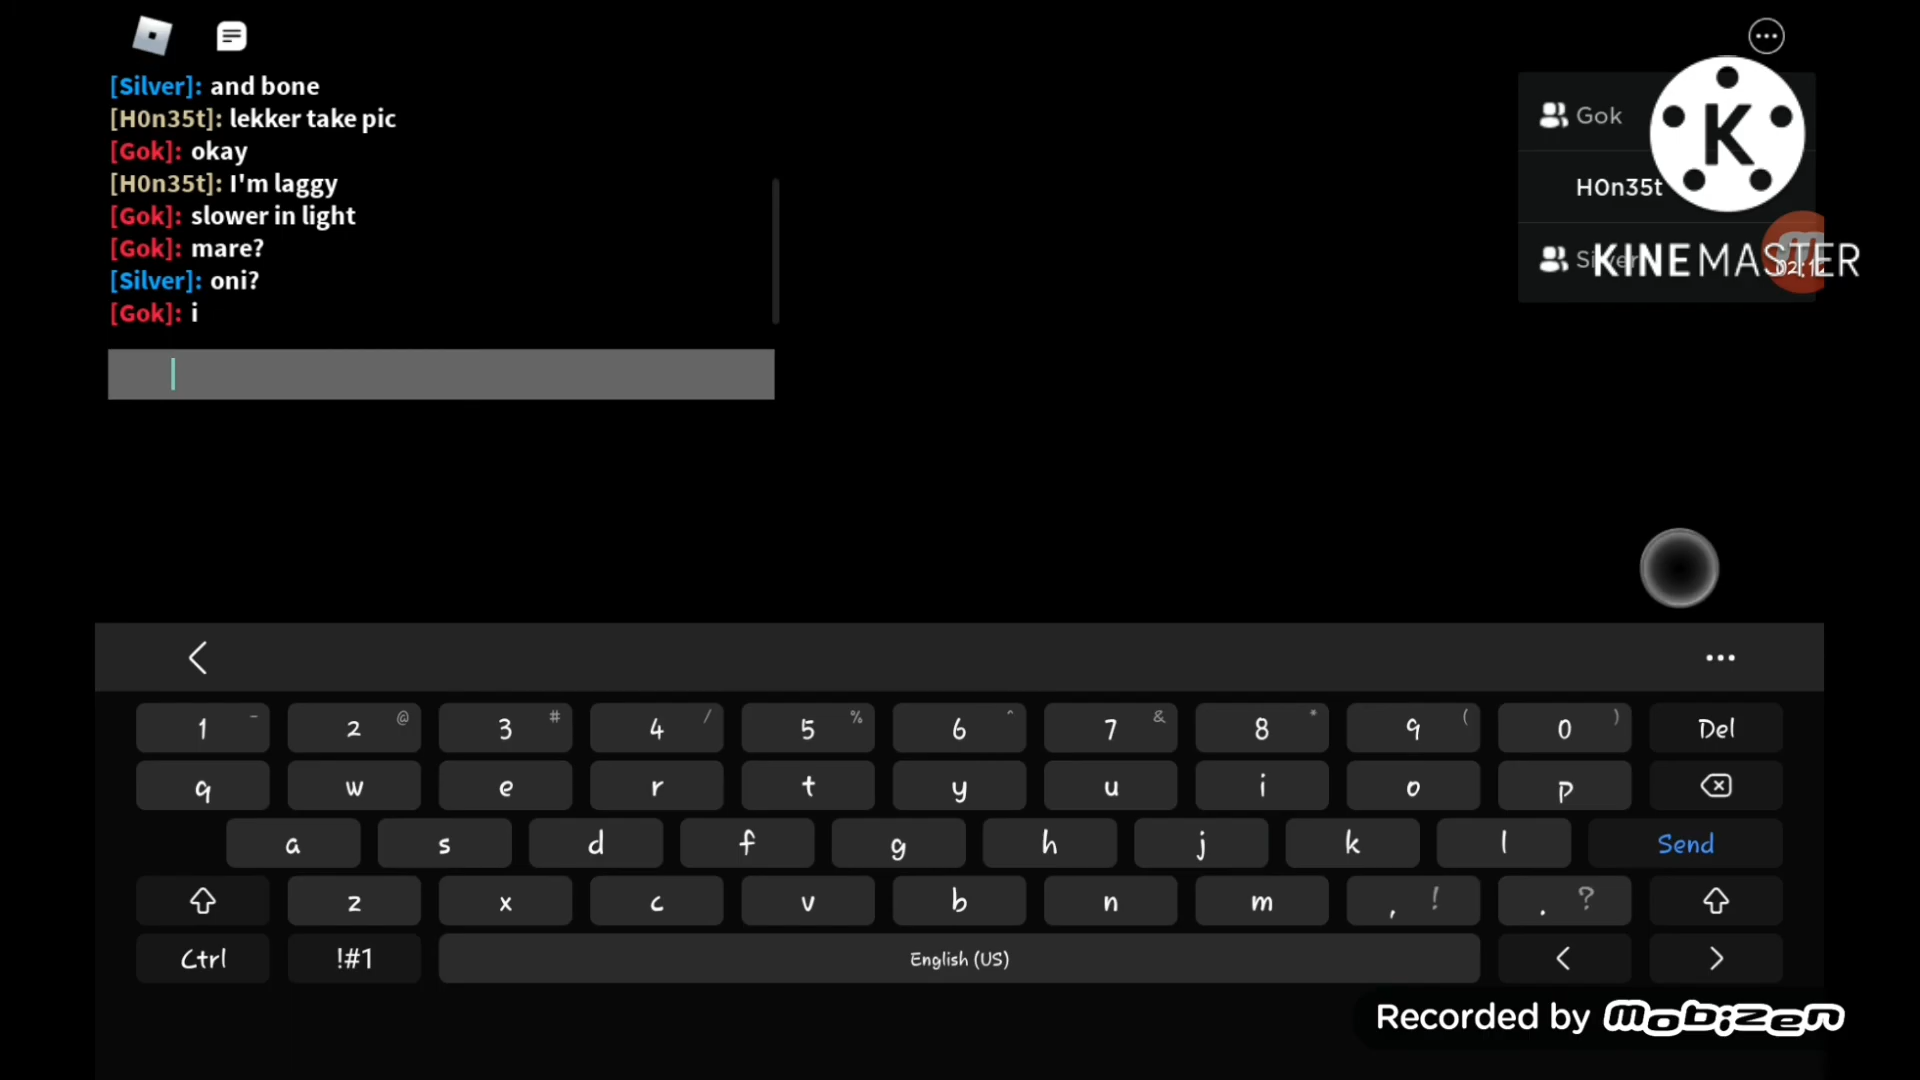 [Silver]: and bone
[H0n35t]: lekker take pic
[Gok]: okay
[H0n35t]: I'm laggy
[Gok]: slower in light
[Gok]: mare?
[Silver]: oni?
[Gok]: i
Gok
H0n35t
Silver
K
KINEMASTER
1 - 2 @ 3 # 4 / 5 % 6 ^ 7 & 8 * 9 ( 0 ) Del
q w e r t y u i o p
a s d f g h j k l Send
z x c v b n m , ! . ?
Ctrl !#1 English (US) < >
Recorded by mobizen